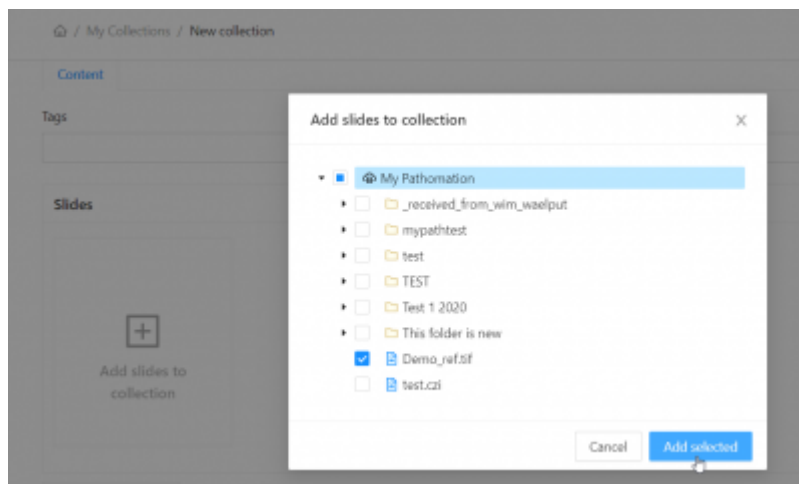 / My Collections / New collection
Content
Tags
Slides
Add slides to
collection
Add slides to collection
My Pathomation
_received_from_wim_waelput
mypathtest
test
TEST
Test 1 2020
This folder is new
Demo_ref.tif
test.czi
Cancel
Add selected